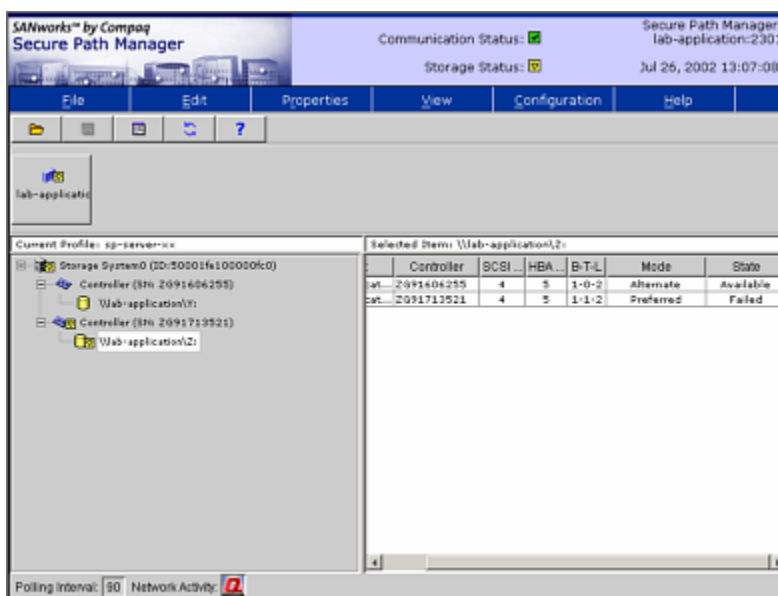 SANworks™ by Compaq
Secure Path Manager
Communication Status:
Storage Status:
Secure Path Manager
lab-application:2301
Jul 26, 2002 13:07:08
File Edit Properties View Configuration Help
?
lab-applicatic
Current Profile: sp-server-xx
Storage System0 (ID:50001fe100000fc0)
Controller (SN: ZG91606255)
\\lab-application\Y:
Controller (SN: ZG91713521)
\\lab-application\Z:
Selected Item: \\lab-application\Z:
Controller SCSI ... HBA... B-T-L Mode State
cat... ZG91606255 4 5 1-0-2 Alternate Available
cat... ZG91713521 4 5 1-1-2 Preferred Failed
Polling Interval: 90 Network Activity: